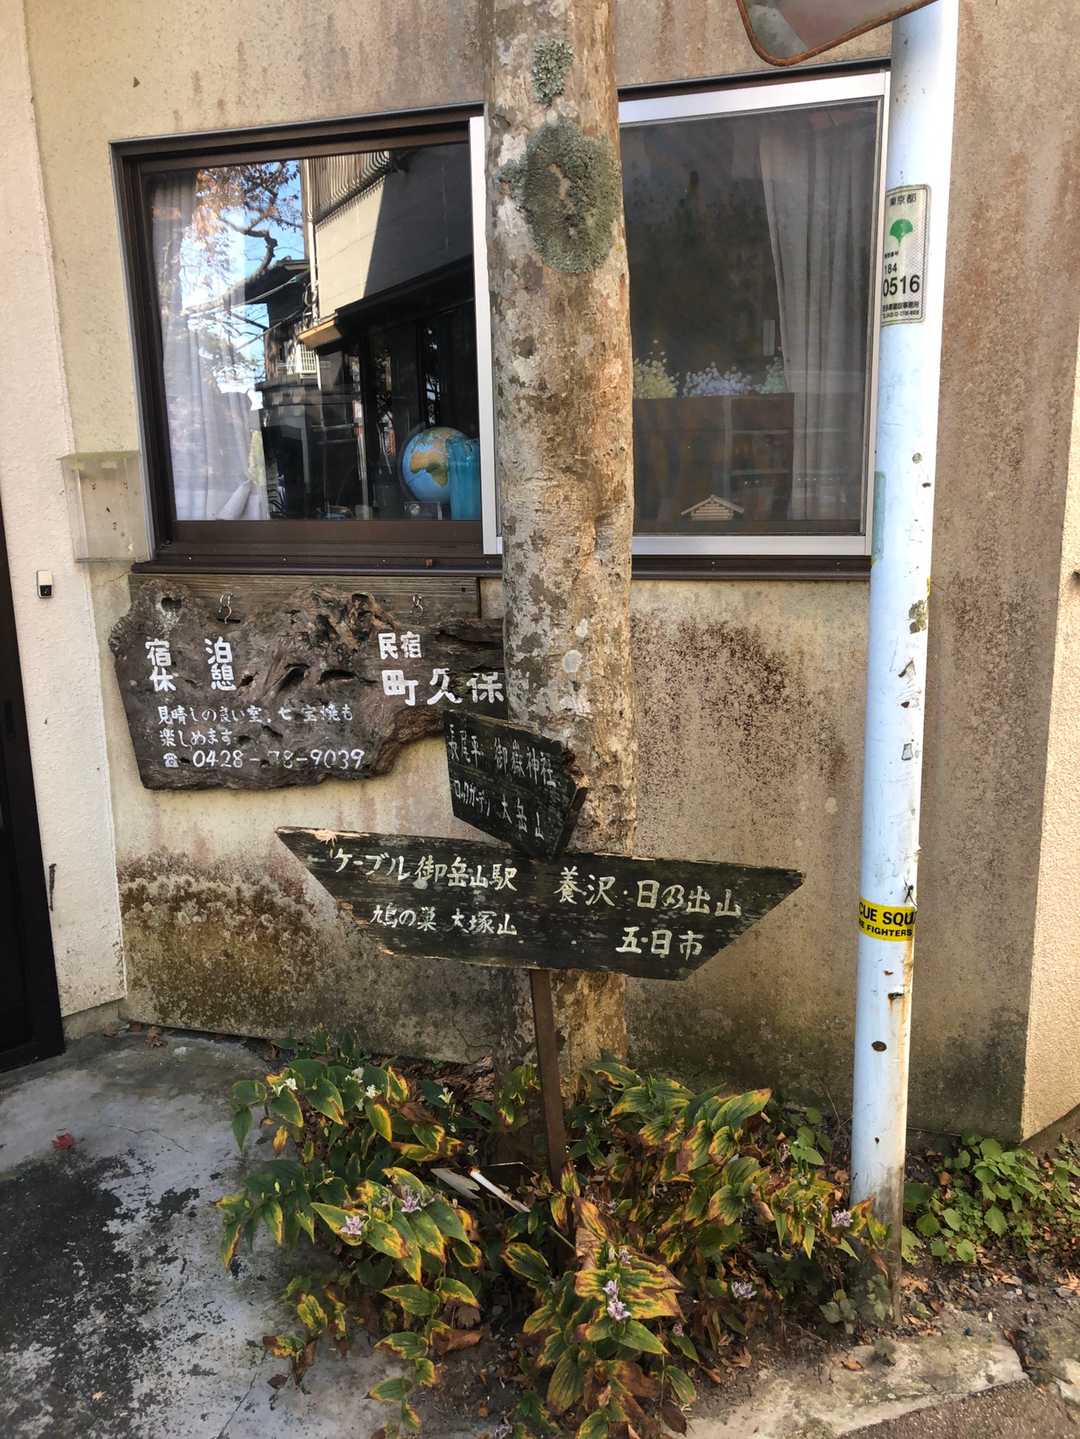 東京都
184
0516
宿泊
休憩
民宿
町久保
見晴しの良い室、七宝焼も
楽しめます
☎ 0428-78-9039
長尾平 御嶽神社
ロックガーデン 大岳山
ケーブル御岳山駅
鳩の巣 大塚山
養沢・日の出山
五日市
CUE SQU
FIGHTERS